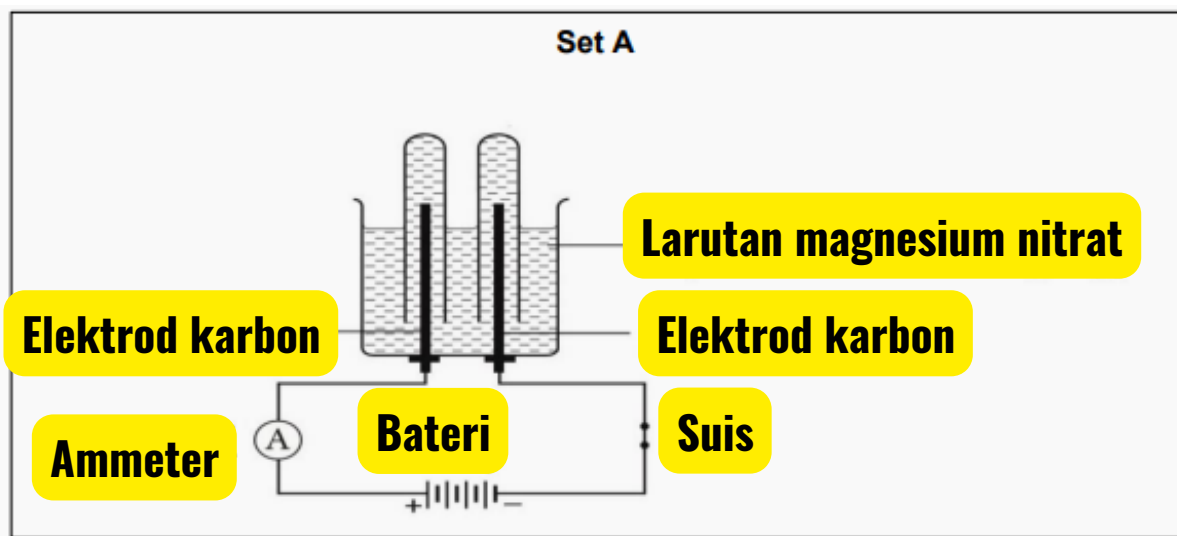 Set A
Larutan magnesium nitrat
Elektrod karbon
Elektrod karbon
Bateri
Suis
Ammeter
A
+
–